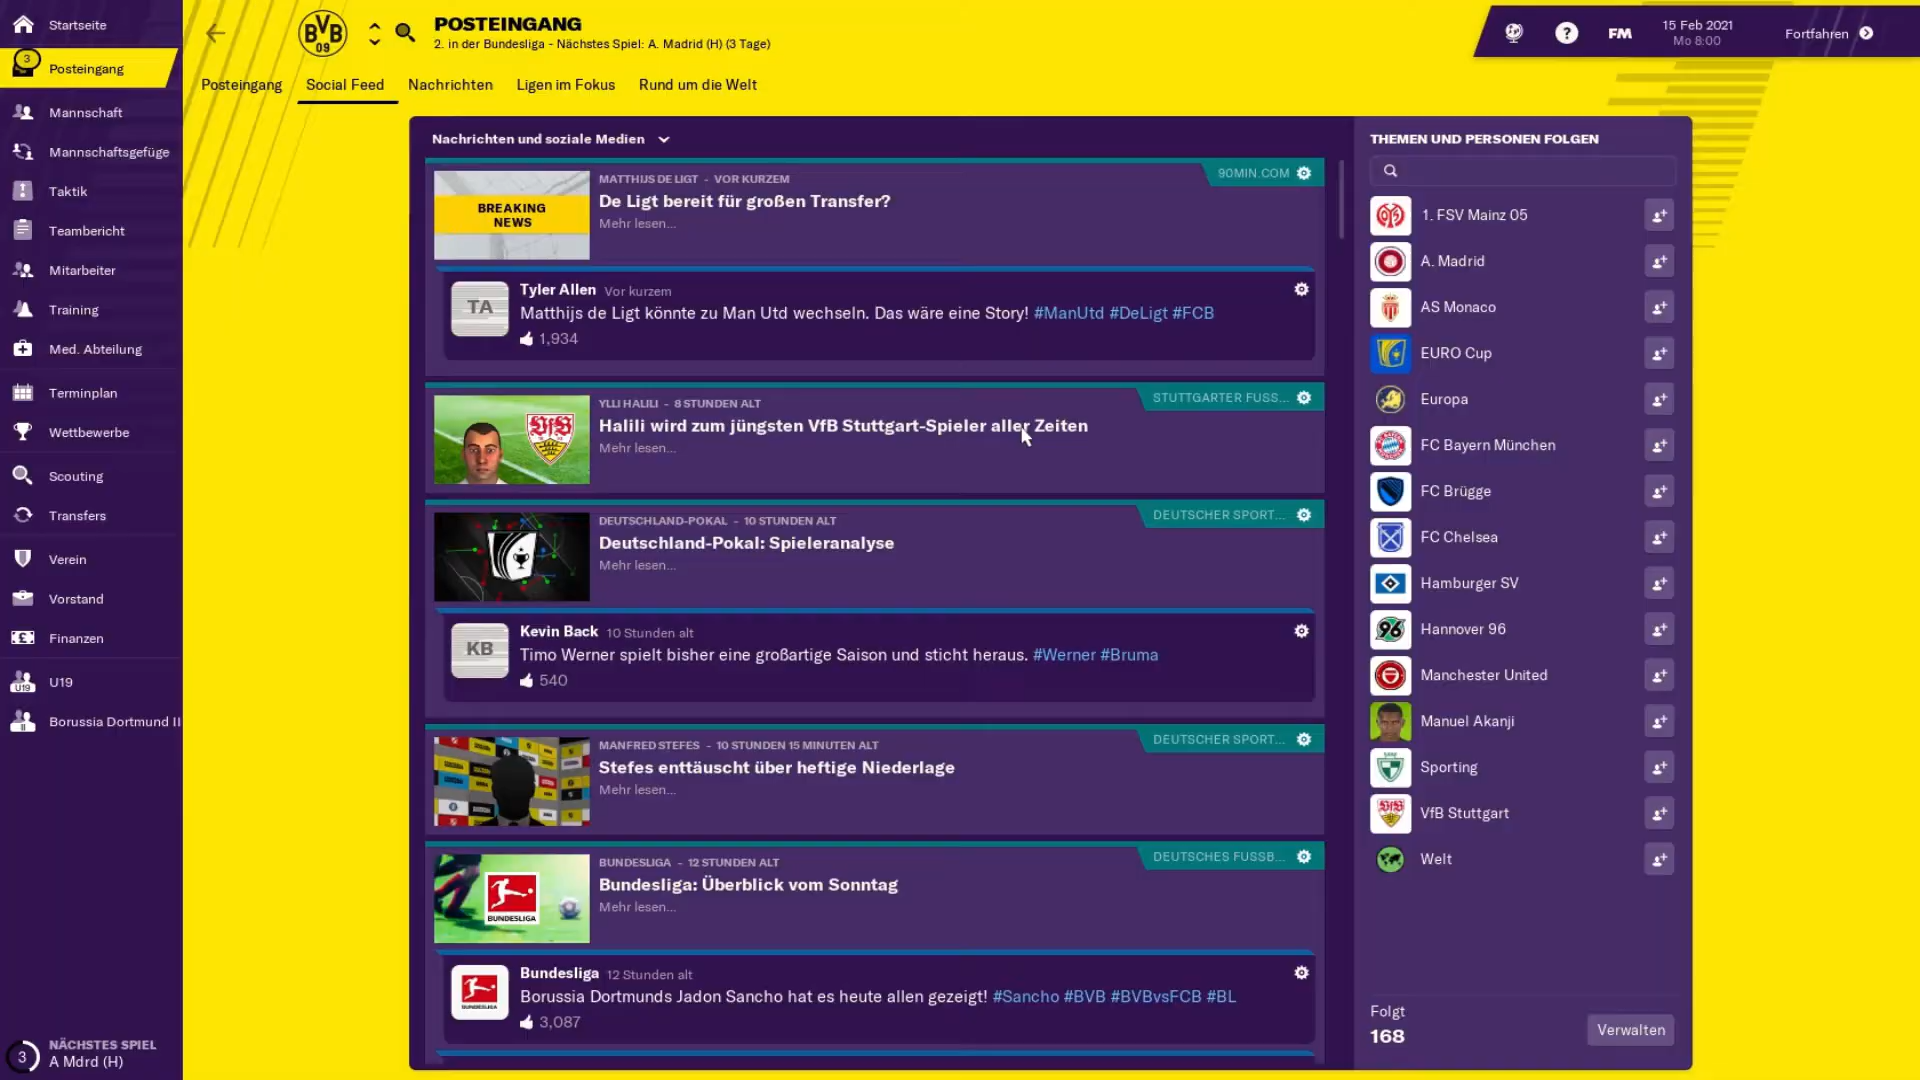 Startseite
3
Posteingang
Mannschaft
Mannschaftsgefüge
Taktik
Teambericht
Mitarbeiter
Training
Med. Abteilung
Terminplan
Wettbewerbe
Scouting
Transfers
Verein
Vorstand
Finanzen
U19
U19
II
Borussia Dortmund II
3
NÄCHSTES SPIEL
A Mdrd (H)
BVB
09
POSTEINGANG
2. in der Bundesliga - Nächstes Spiel: A. Madrid (H) (3 Tage)
?
FM
15 Feb 2021
Mo 8:00
Fortfahren
Posteingang
Social Feed
Nachrichten
Ligen im Fokus
Rund um die Welt
Nachrichten und soziale Medien
BREAKING
NEWS
MATTHIJS DE LIGT - VOR KURZEM
90MIN.COM
De Ligt bereit für großen Transfer?
Mehr lesen...
TA
Tyler Allen Vor kurzem
Matthijs de Ligt könnte zu Man Utd wechseln. Das wäre eine Story! #ManUtd #DeLigt #FCB
1,934
VfB
YLLI HALILI - 8 STUNDEN ALT
STUTTGARTER FUSS...
Halili wird zum jüngsten VfB Stuttgart-Spieler aller Zeiten
Mehr lesen...
DEUTSCHLAND-POKAL - 10 STUNDEN ALT
DEUTSCHER SPORT...
Deutschland-Pokal: Spieleranalyse
Mehr lesen...
KB
Kevin Back 10 Stunden alt
Timo Werner spielt bisher eine großartige Saison und sticht heraus. #Werner #Bruma
540
MANFRED STEFES - 10 STUNDEN 15 MINUTEN ALT
DEUTSCHER SPORT...
Stefes enttäuscht über heftige Niederlage
Mehr lesen...
BUNDESLIGA
BUNDESLIGA - 12 STUNDEN ALT
DEUTSCHES FUSSB...
Bundesliga: Überblick vom Sonntag
Mehr lesen...
BUNDESLIGA
Bundesliga 12 Stunden alt
Borussia Dortmunds Jadon Sancho hat es heute allen gezeigt! #Sancho #BVB #BVBvsFCB #BL
3,087
THEMEN UND PERSONEN FOLGEN
1. FSV Mainz 05
A. Madrid
AS Monaco
EURO Cup
Europa
FC Bayern München
FC Brügge
FC Chelsea
Hamburger SV
96
Hannover 96
Manchester United
Manuel Akanji
Sporting
VfB
VfB Stuttgart
Welt
Folgt
168
Verwalten